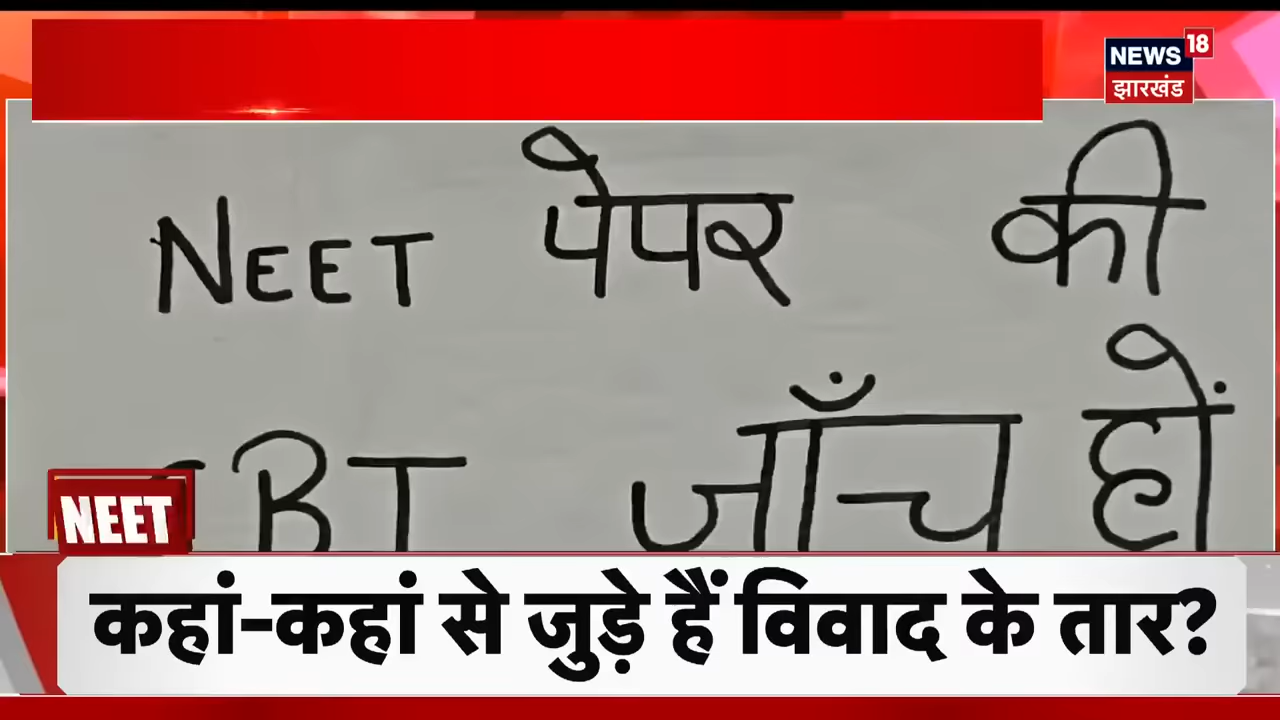 NEWS 18
झारखंड
NEET पेपर की
BT जाँच हों
NEET
कहां-कहां से जुड़े हैं विवाद के तार?